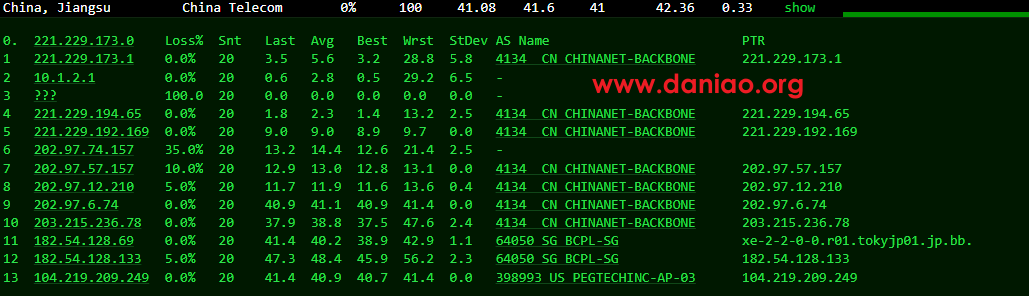 China, Jiangsu China Telecom 0% 100 41.08 41.6 41 42.36 0.33 show
0. 221.229.173.0 Loss% Snt Last Avg Best Wrst StDev AS Name PTR
1 221.229.173.1 0.0% 20 3.5 5.6 3.2 28.8 5.8 4134 CN CHINANET-BACKBONE 221.229.173.1
2 10.1.2.1 0.0% 20 0.6 2.8 0.5 29.2 6.5 -
www.daniao.org
3 ??? 100.0 20 0.0 0.0 0.0 0.0 0.0 -
4 221.229.194.65 0.0% 20 1.8 2.3 1.4 13.2 2.5 4134 CN CHINANET-BACKBONE 221.229.194.65
5 221.229.192.169 0.0% 20 9.0 9.0 8.9 9.7 0.0 4134 CN CHINANET-BACKBONE 221.229.192.169
6 202.97.74.157 35.0% 20 13.2 14.4 12.6 21.4 2.5 -
7 202.97.57.157 10.0% 20 12.9 13.0 12.8 13.1 0.0 4134 CN CHINANET-BACKBONE 202.97.57.157
8 202.97.12.210 5.0% 20 11.7 11.9 11.6 13.6 0.4 4134 CN CHINANET-BACKBONE 202.97.12.210
9 202.97.6.74 0.0% 20 40.9 41.1 40.9 41.4 0.0 4134 CN CHINANET-BACKBONE 202.97.6.74
10 203.215.236.78 0.0% 20 37.9 38.8 37.5 47.6 2.4 4134 CN CHINANET-BACKBONE 203.215.236.78
11 182.54.128.69 0.0% 20 41.4 40.2 38.9 42.9 1.1 64050 SG BCPL-SG xe-2-2-0-0.r01.tokyjp01.jp.bb.
12 182.54.128.133 5.0% 20 47.3 48.4 45.9 56.2 2.3 64050 SG BCPL-SG 182.54.128.133
13 104.219.209.249 0.0% 20 41.4 40.9 40.7 41.4 0.0 398993 US PEGTECHINC-AP-03 104.219.209.249